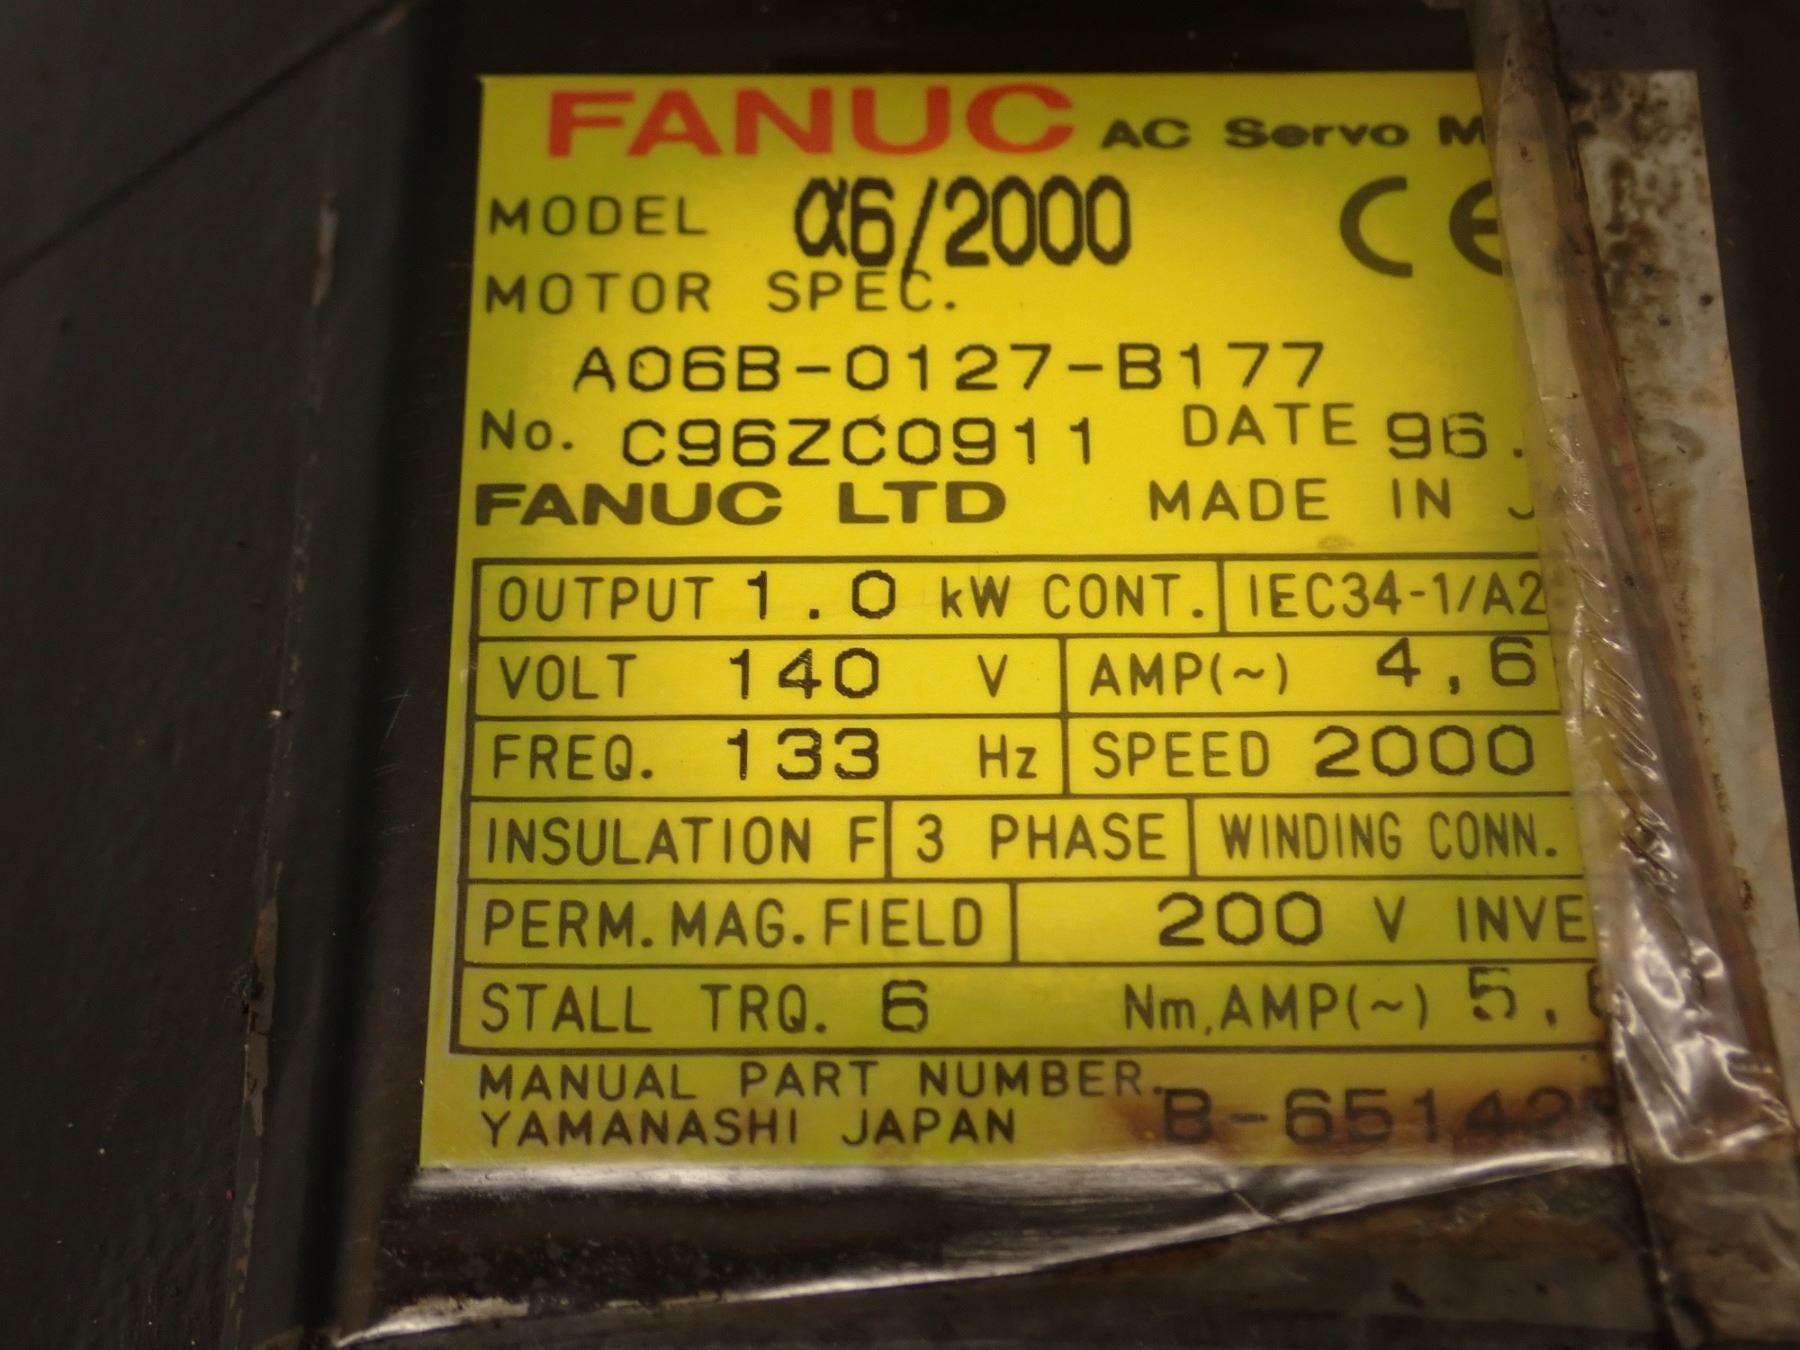 FANUC AC Servo
MODEL α6/2000 CE
MOTOR SPEC.
A06B-0127-B177
No. C96ZC0911 DATE 96.
FANUC LTD MADE IN
OUTPUT 1.0 kW CONT. IEC34-1/A2
VOLT 140 V AMP(~) 4,6
FREQ. 133 Hz SPEED 2000
INSULATION F 3 PHASE WINDING CONN.
PERM. MAG. FIELD 200 V
STALL TRQ. 6 Nm, AMP(~)
MANUAL PART NUMBER.
YAMANASHI JAPAN